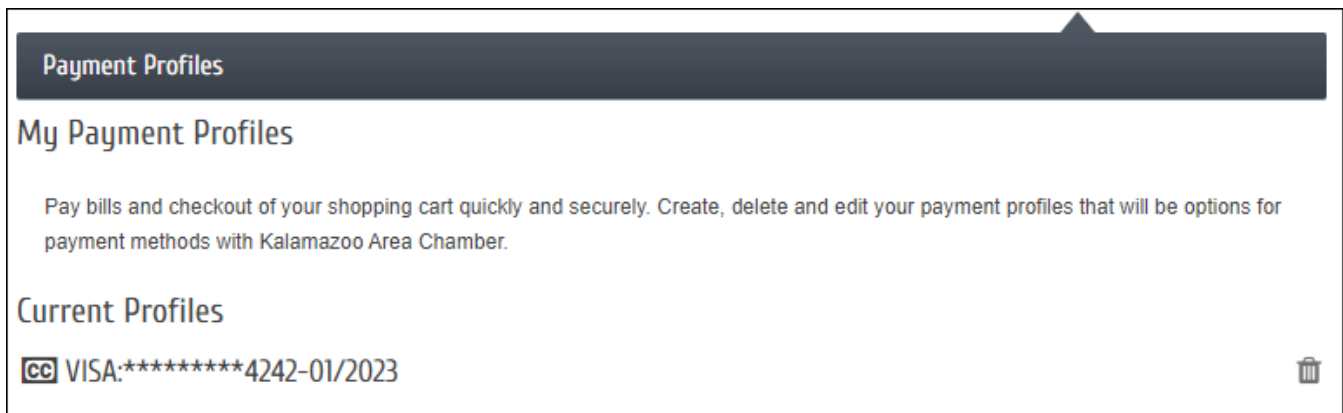 Payment Profiles
My Payment Profiles
Pay bills and checkout of your shopping cart quickly and securely. Create, delete and edit your payment profiles that will be options for
payment methods with Kalamazoo Area Chamber.
Current Profiles
CC VISA:*********4242-01/2023